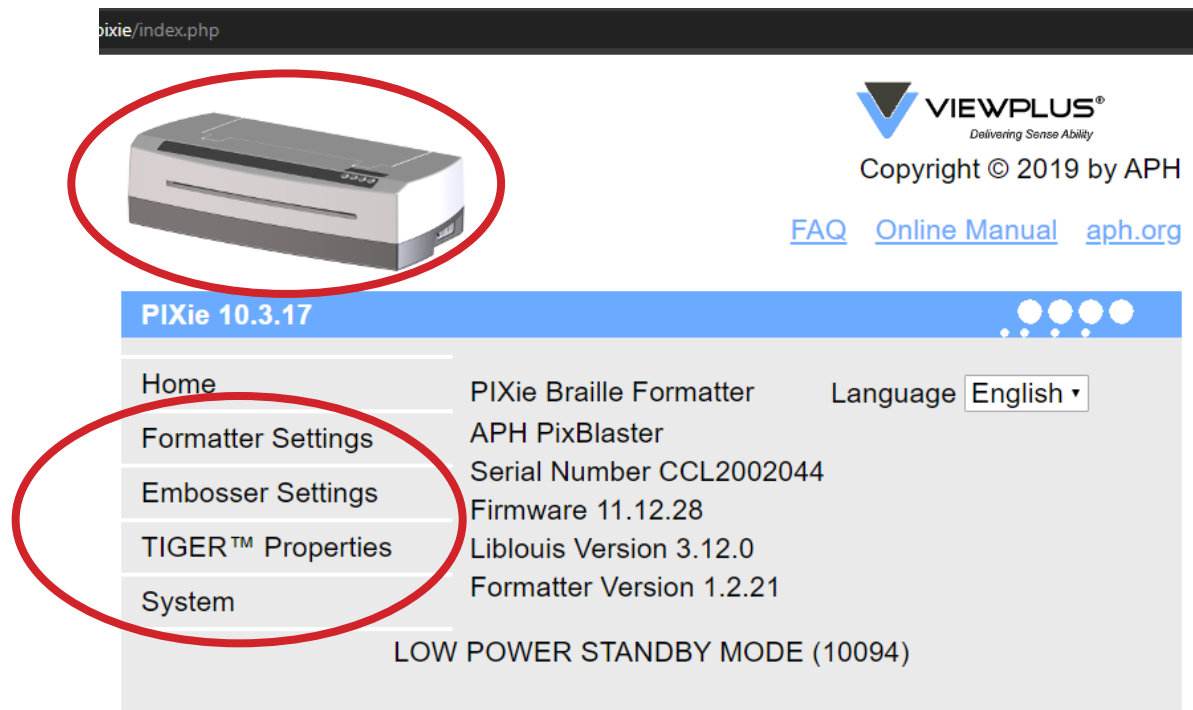 pixie/index.php
VIEWPLUS®
Delivering Sense Ability
Copyright © 2019 by APH
FAQ Online Manual aph.org
PIXie 10.3.17
Home
Formatter Settings
Embosser Settings
TIGER™ Properties
System
PIXie Braille Formatter
Language English
APH PixBlaster
Serial Number CCL2002044
Firmware 11.12.28
Liblouis Version 3.12.0
Formatter Version 1.2.21
LOW POWER STANDBY MODE (10094)